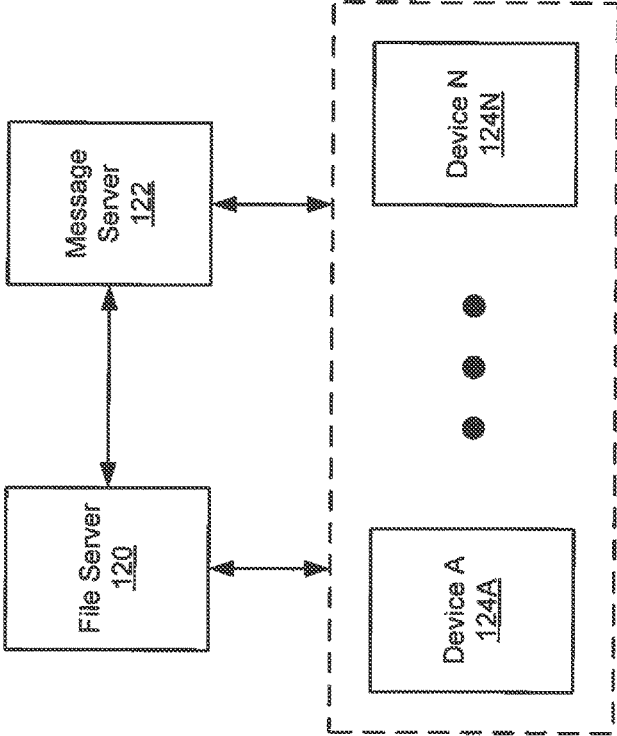 File Server
120
Message
Server
122
Device A
124A
Device N
124N